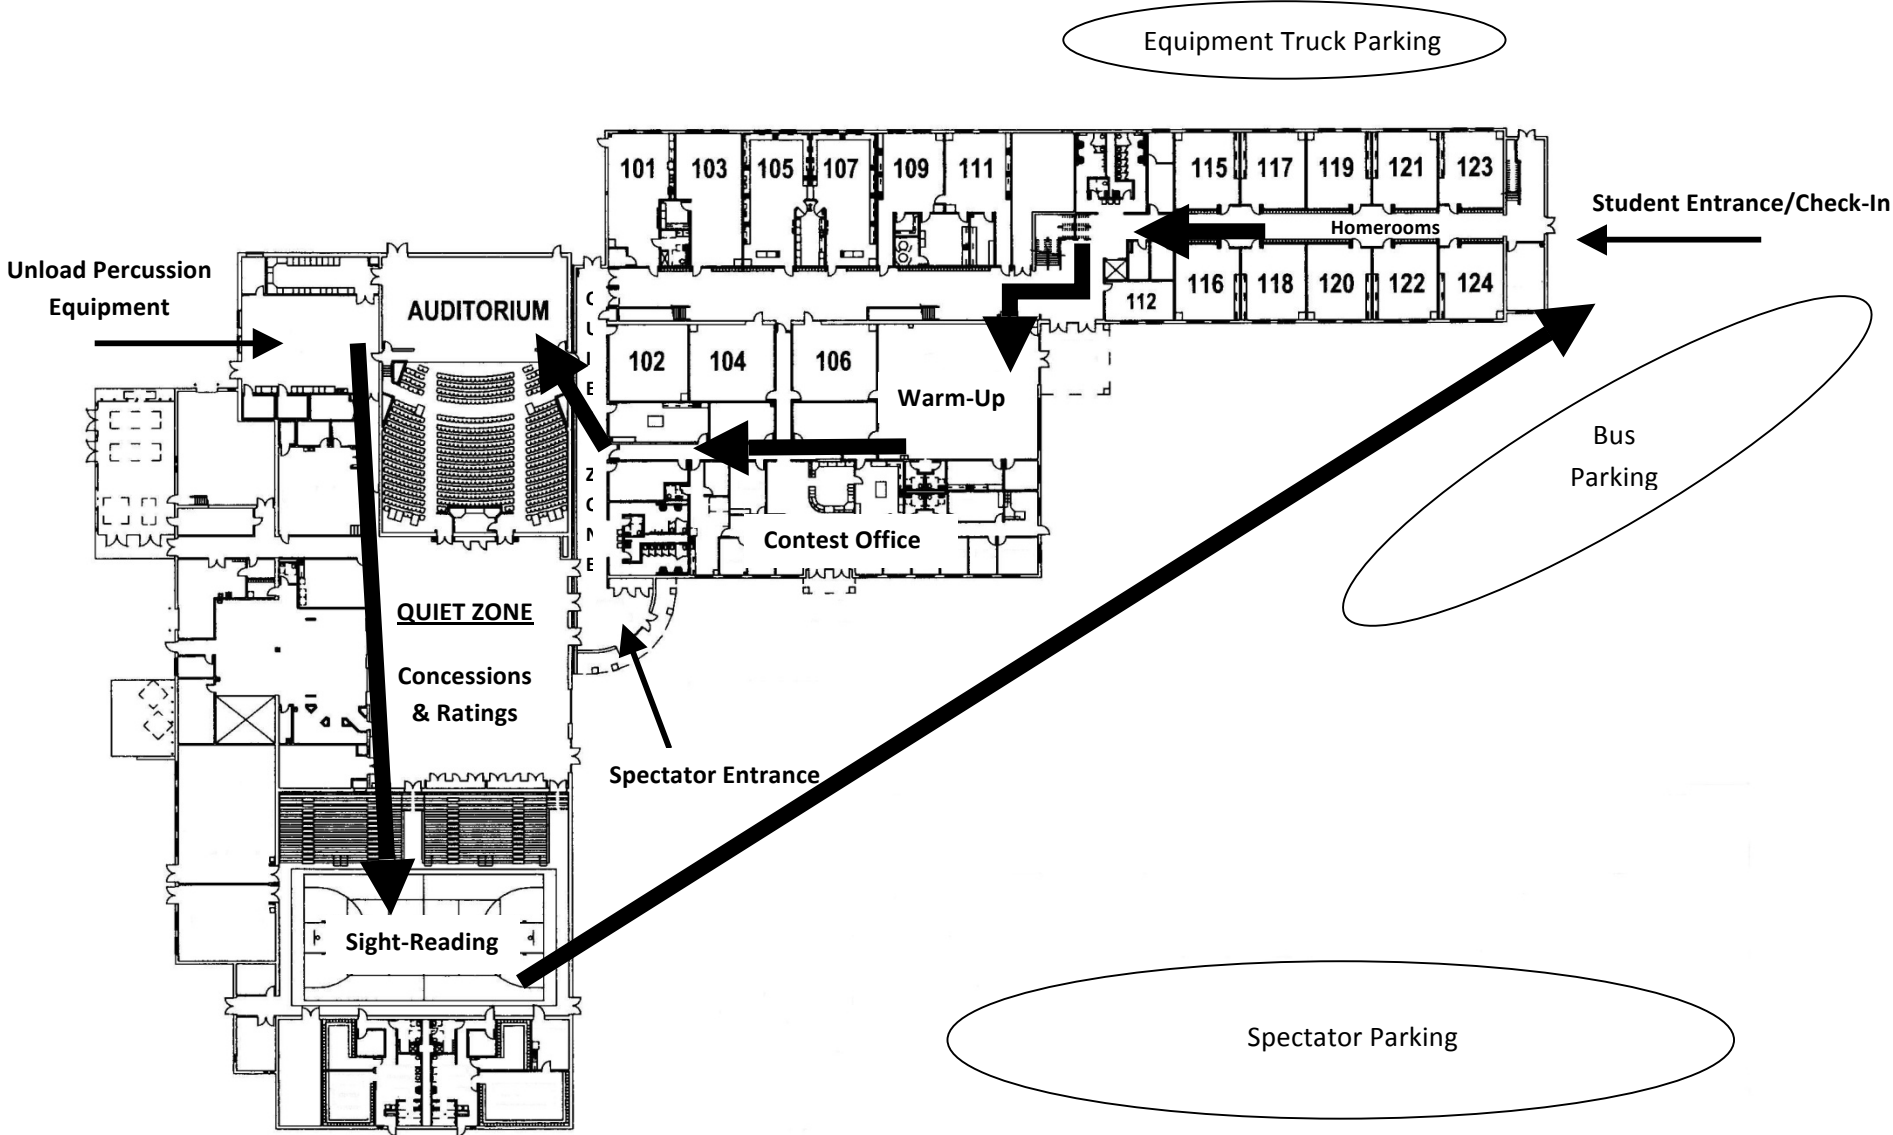 Equipment Truck Parking
101 103 105 107 109 111 115 117 119 121 123
Student Entrance/Check-In
Homerooms
Unload Percussion
Equipment
AUDITORIUM
112 116 118 120 122 124
QUIET ZONE
102 104 106
Warm-Up
Bus
Parking
Contest Office
QUIET ZONE
Concessions
& Ratings
Spectator Entrance
Sight-Reading
Spectator Parking